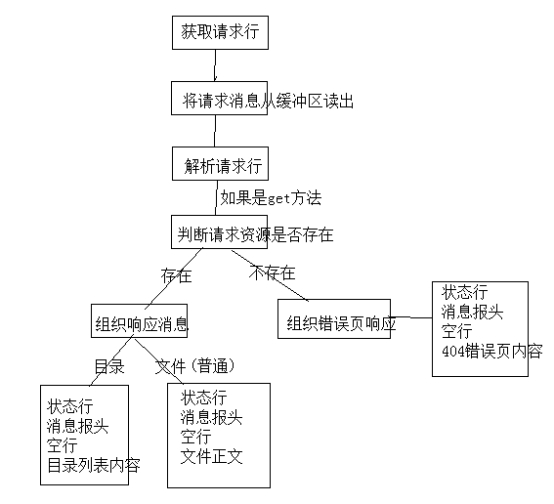 获取请求行
将请求消息从缓冲区读出
解析请求行
如果是get方法
判断请求资源是否存在
存在
不存在
组织响应消息
组织错误页响应
状态行
消息报头
空行
404错误页内容
目录
文件(普通)
状态行
消息报头
空行
目录列表内容
状态行
消息报头
空行
文件正文